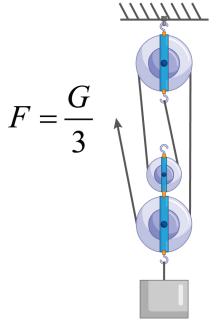 F = G/3